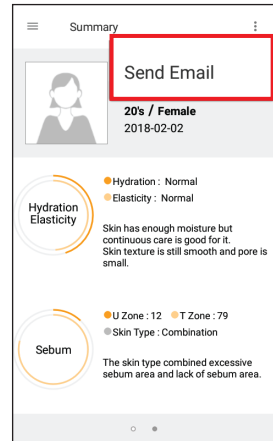 Summary
Send Email
20's / Female
2018-02-02
Hydration Elasticity
Hydration : Normal
Elasticity : Normal
Skin has enough moisture but
continuous care is good for it.
Skin texture is still smooth and pore is
small.
Sebum
U Zone : 12 T Zone : 79
Skin Type : Combination
The skin type combined excessive
sebum area and lack of sebum area.